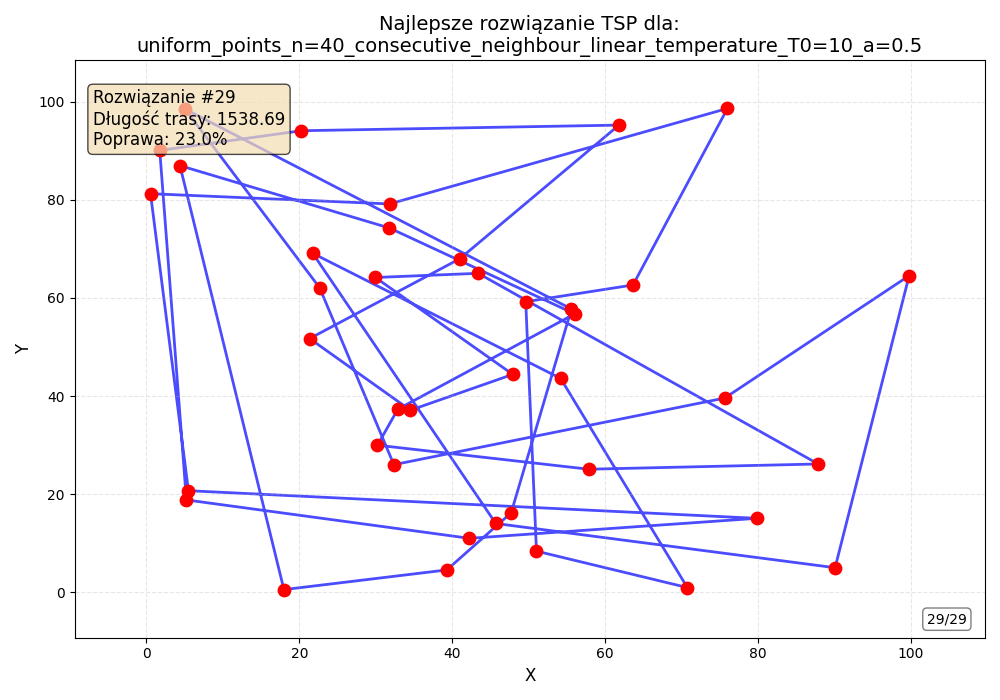 Najlepsze rozwiązanie TSP dla:
uniform_points_n=40_consecutive_neighbour_linear_temperature_T0=10_a=0.5
Rozwiązanie #29
Długość trasy: 1538.69
Poprawa: 23.0%
100
80
60
40
20
0
Y
29/29
0 20 40 60 80 100
X